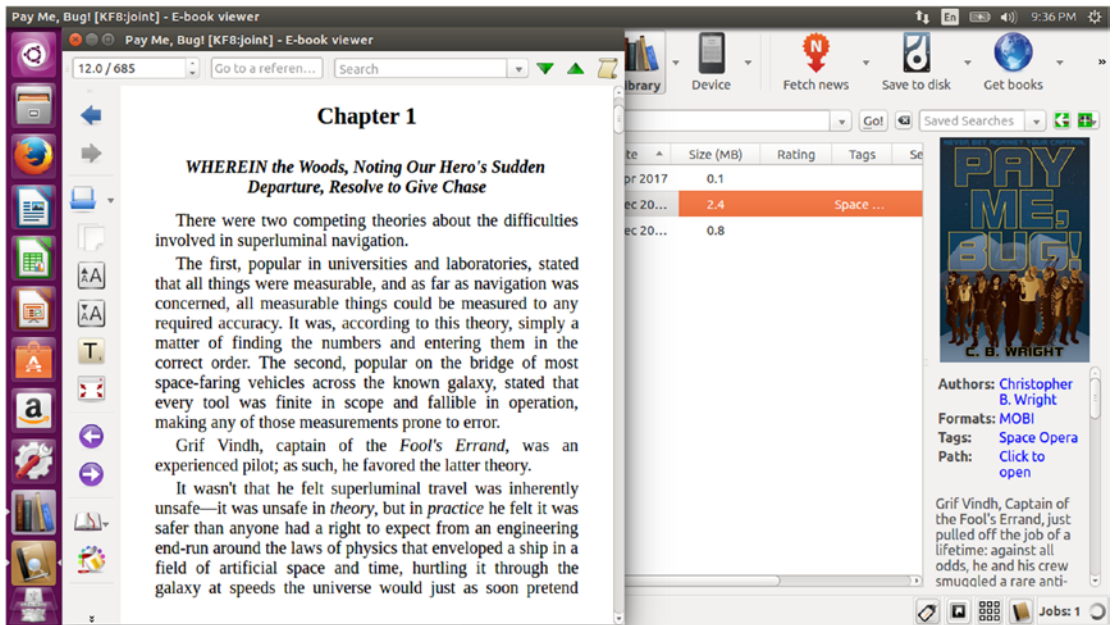 Pay Me, Bug! [KF8:joint] - E-book viewer
En
9:36 PM
Pay Me, Bug! [KF8:joint] - E-book viewer
12.0 / 685
Go to a referen...
Search
Chapter 1
WHEREIN the Woods, Noting Our Hero's Sudden
Departure, Resolve to Give Chase
There were two competing theories about the difficulties
involved in superluminal navigation.
The first, popular in universities and laboratories, stated
that all things were measurable, and as far as navigation was
concerned, all measurable things could be measured to any
required accuracy. It was, according to this theory, simply a
matter of finding the numbers and entering them in the
correct order. The second, popular on the bridge of most
space-faring vehicles across the known galaxy, stated that
every tool was finite in scope and fallible in operation,
making any of those measurements prone to error.
Grif Vindh, captain of the Fool's Errand, was an
experienced pilot; as such, he favored the latter theory.
It wasn't that he felt superluminal travel was inherently
unsafe—it was unsafe in theory, but in practice he felt it was
safer than anyone had a right to expect from an engineering
end-run around the laws of physics that enveloped a ship in a
field of artificial space and time, hurtling it through the
galaxy at speeds the universe would just as soon pretend
ibrary
Device
Fetch news
Save to disk
Get books
»
Go!
Saved Searches
te
Size (MB)
Rating
Tags
Se
pr 2017
0.1
ec 20...
2.4
Space ...
ec 20...
0.8
NEVER BET AGAINST YOUR CAPTAIN
PAY
ME,
BUG!
C. B. WRIGHT
Authors: Christopher
B. Wright
Formats: MOBI
Tags: Space Opera
Path: Click to
open
Grif Vindh, Captain of
the Fool's Errand, just
pulled off the job of a
lifetime: against all
odds, he and his crew
smuggled a rare anti-
Jobs: 1